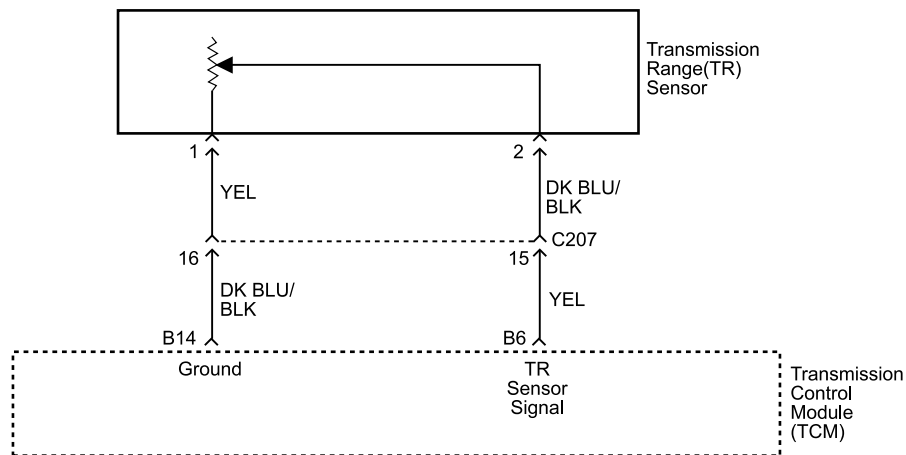 Transmission
Range(TR)
Sensor
1
2
YEL
DK BLU/
BLK
C207
16
15
DK BLU/
BLK
YEL
B14
B6
Ground
TR
Sensor
Signal
Transmission
Control
Module
(TCM)